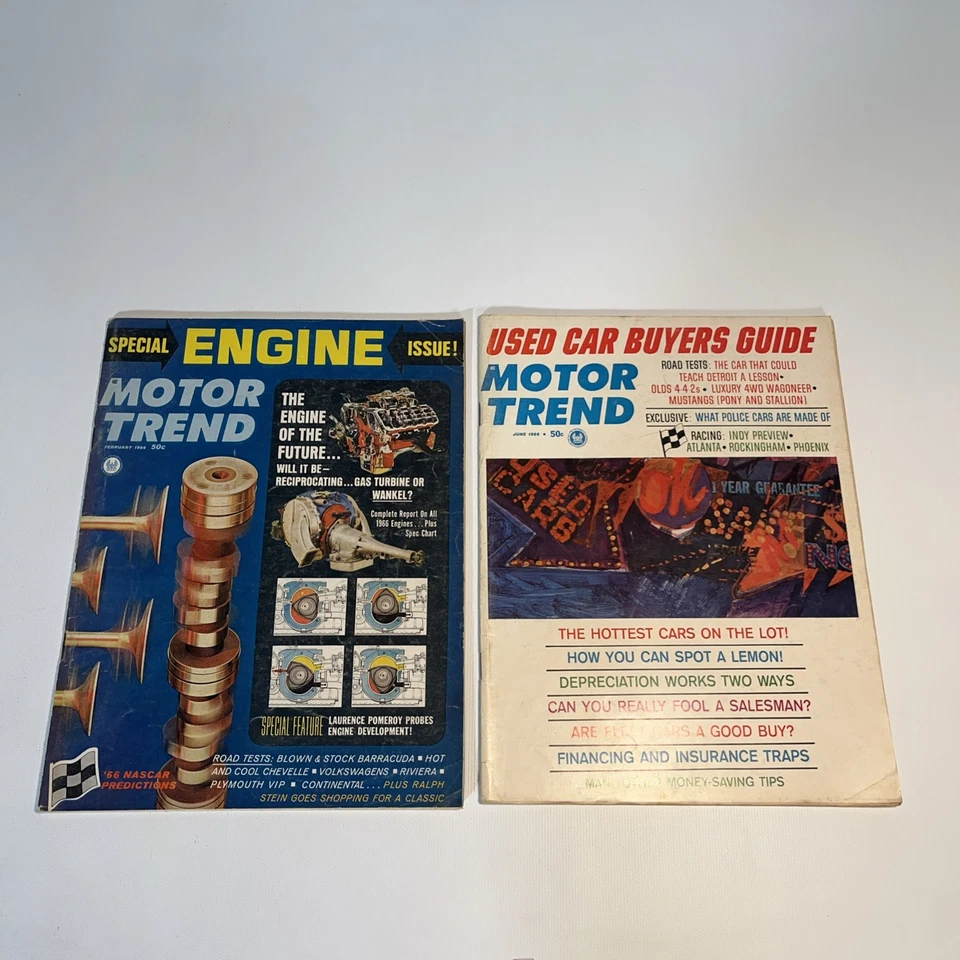 SPECIAL ENGINE ISSUE!
MOTOR
TREND
FEBRUARY 1966 50c
THE
ENGINE
OF THE
FUTURE...
WILL IT BE—
RECIPROCATING...GAS TURBINE OR
WANKEL?
Complete Report On All
1966 Engines... Plus
Spec Chart
SPECIAL FEATURE LAURENCE POMEROY PROBES
ENGINE DEVELOPMENT!
ROAD TESTS: BLOWN & STOCK BARRACUDA ▪ HOT
AND COOL CHEVELLE ▪ VOLKSWAGENS ▪ RIVIERA ▪
PLYMOUTH VIP ▪ CONTINENTAL... PLUS RALPH
STEIN GOES SHOPPING FOR A CLASSIC
'66 NASCAR
PREDICTIONS
USED CAR BUYERS GUIDE
MOTOR
TREND
JUNE 1966 • 50c
ROAD TESTS: THE CAR THAT COULD
TEACH DETROIT A LESSON•
OLDS 4-4-2s • LUXURY 4WD WAGONEER•
MUSTANGS (PONY AND STALLION)
EXCLUSIVE: WHAT POLICE CARS ARE MADE OF
RACING: INDY PREVIEW•
ATLANTA • ROCKINGHAM • PHOENIX
USED
CARS
OK
1 YEAR GUARANTEE
THE HOTTEST CARS ON THE LOT!
HOW YOU CAN SPOT A LEMON!
DEPRECIATION WORKS TWO WAYS
CAN YOU REALLY FOOL A SALESMAN?
ARE FLEET CARS A GOOD BUY?
FINANCING AND INSURANCE TRAPS
MANY OTHER MONEY-SAVING TIPS